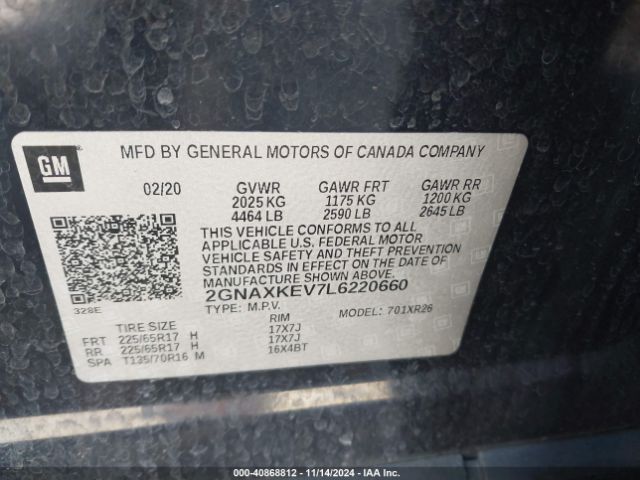 GM
MFD BY GENERAL MOTORS OF CANADA COMPANY
02/20 GVWR GAWR FRT GAWR RR
2025 KG 1175 KG 1200 KG
4464 LB 2590 LB 2645 LB
THIS VEHICLE CONFORMS TO ALL
APPLICABLE U.S. FEDERAL MOTOR
VEHICLE SAFETY AND THEFT PREVENTION
STANDARDS IN EFFECT ON THE DATE OF
MANUFACTURE SHOWN ABOVE.
2GNAXKEV7L6220660
328E
TYPE: M.P.V. MODEL: 701XR26
TIRE SIZE RIM
FRT 225/65R17 H 17X7J
RR 225/65R17 H 17X7J
SPA T135/70R16 M 16X4BT
© - 40868812 - 11/14/2024 - IAA Inc.